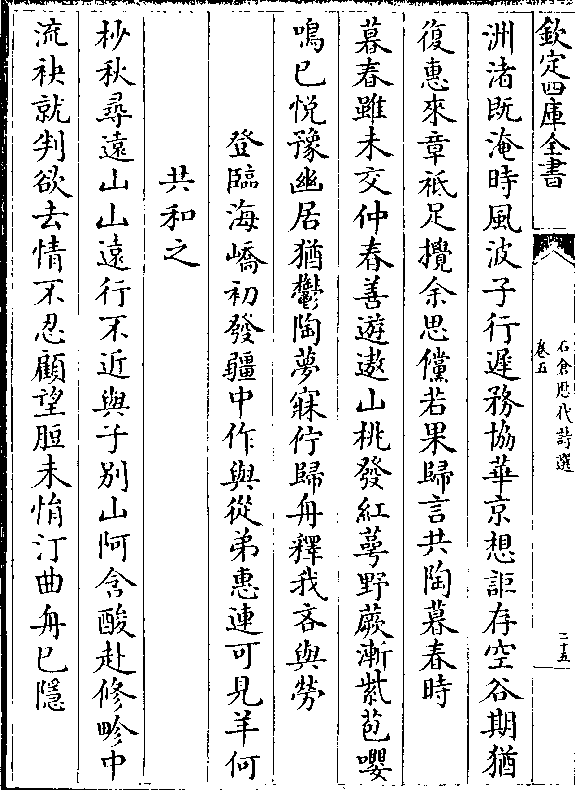 欽定四庫全書
石倉歷代詩選
卷五
二十五
洲渚既淹時風波子行遲務協華京想詎存空谷期猶
復惠來章祗足攪余思儻若果歸言共陶暮春時
暮春雖未交仲春善遊遨山桃發紅萼野蕨漸紫苞嚶
鳴已悅豫幽居猶鬱陶夢寐佇歸舟釋我吝與勞
登臨海嶠初發疆中作與從弟惠連可見羊何
共和之
杪秋尋遠山山遠行不近與子別山阿含酸赴修畛中
流袂就判欲去情不忍顧望脰未悁汀曲舟已隱